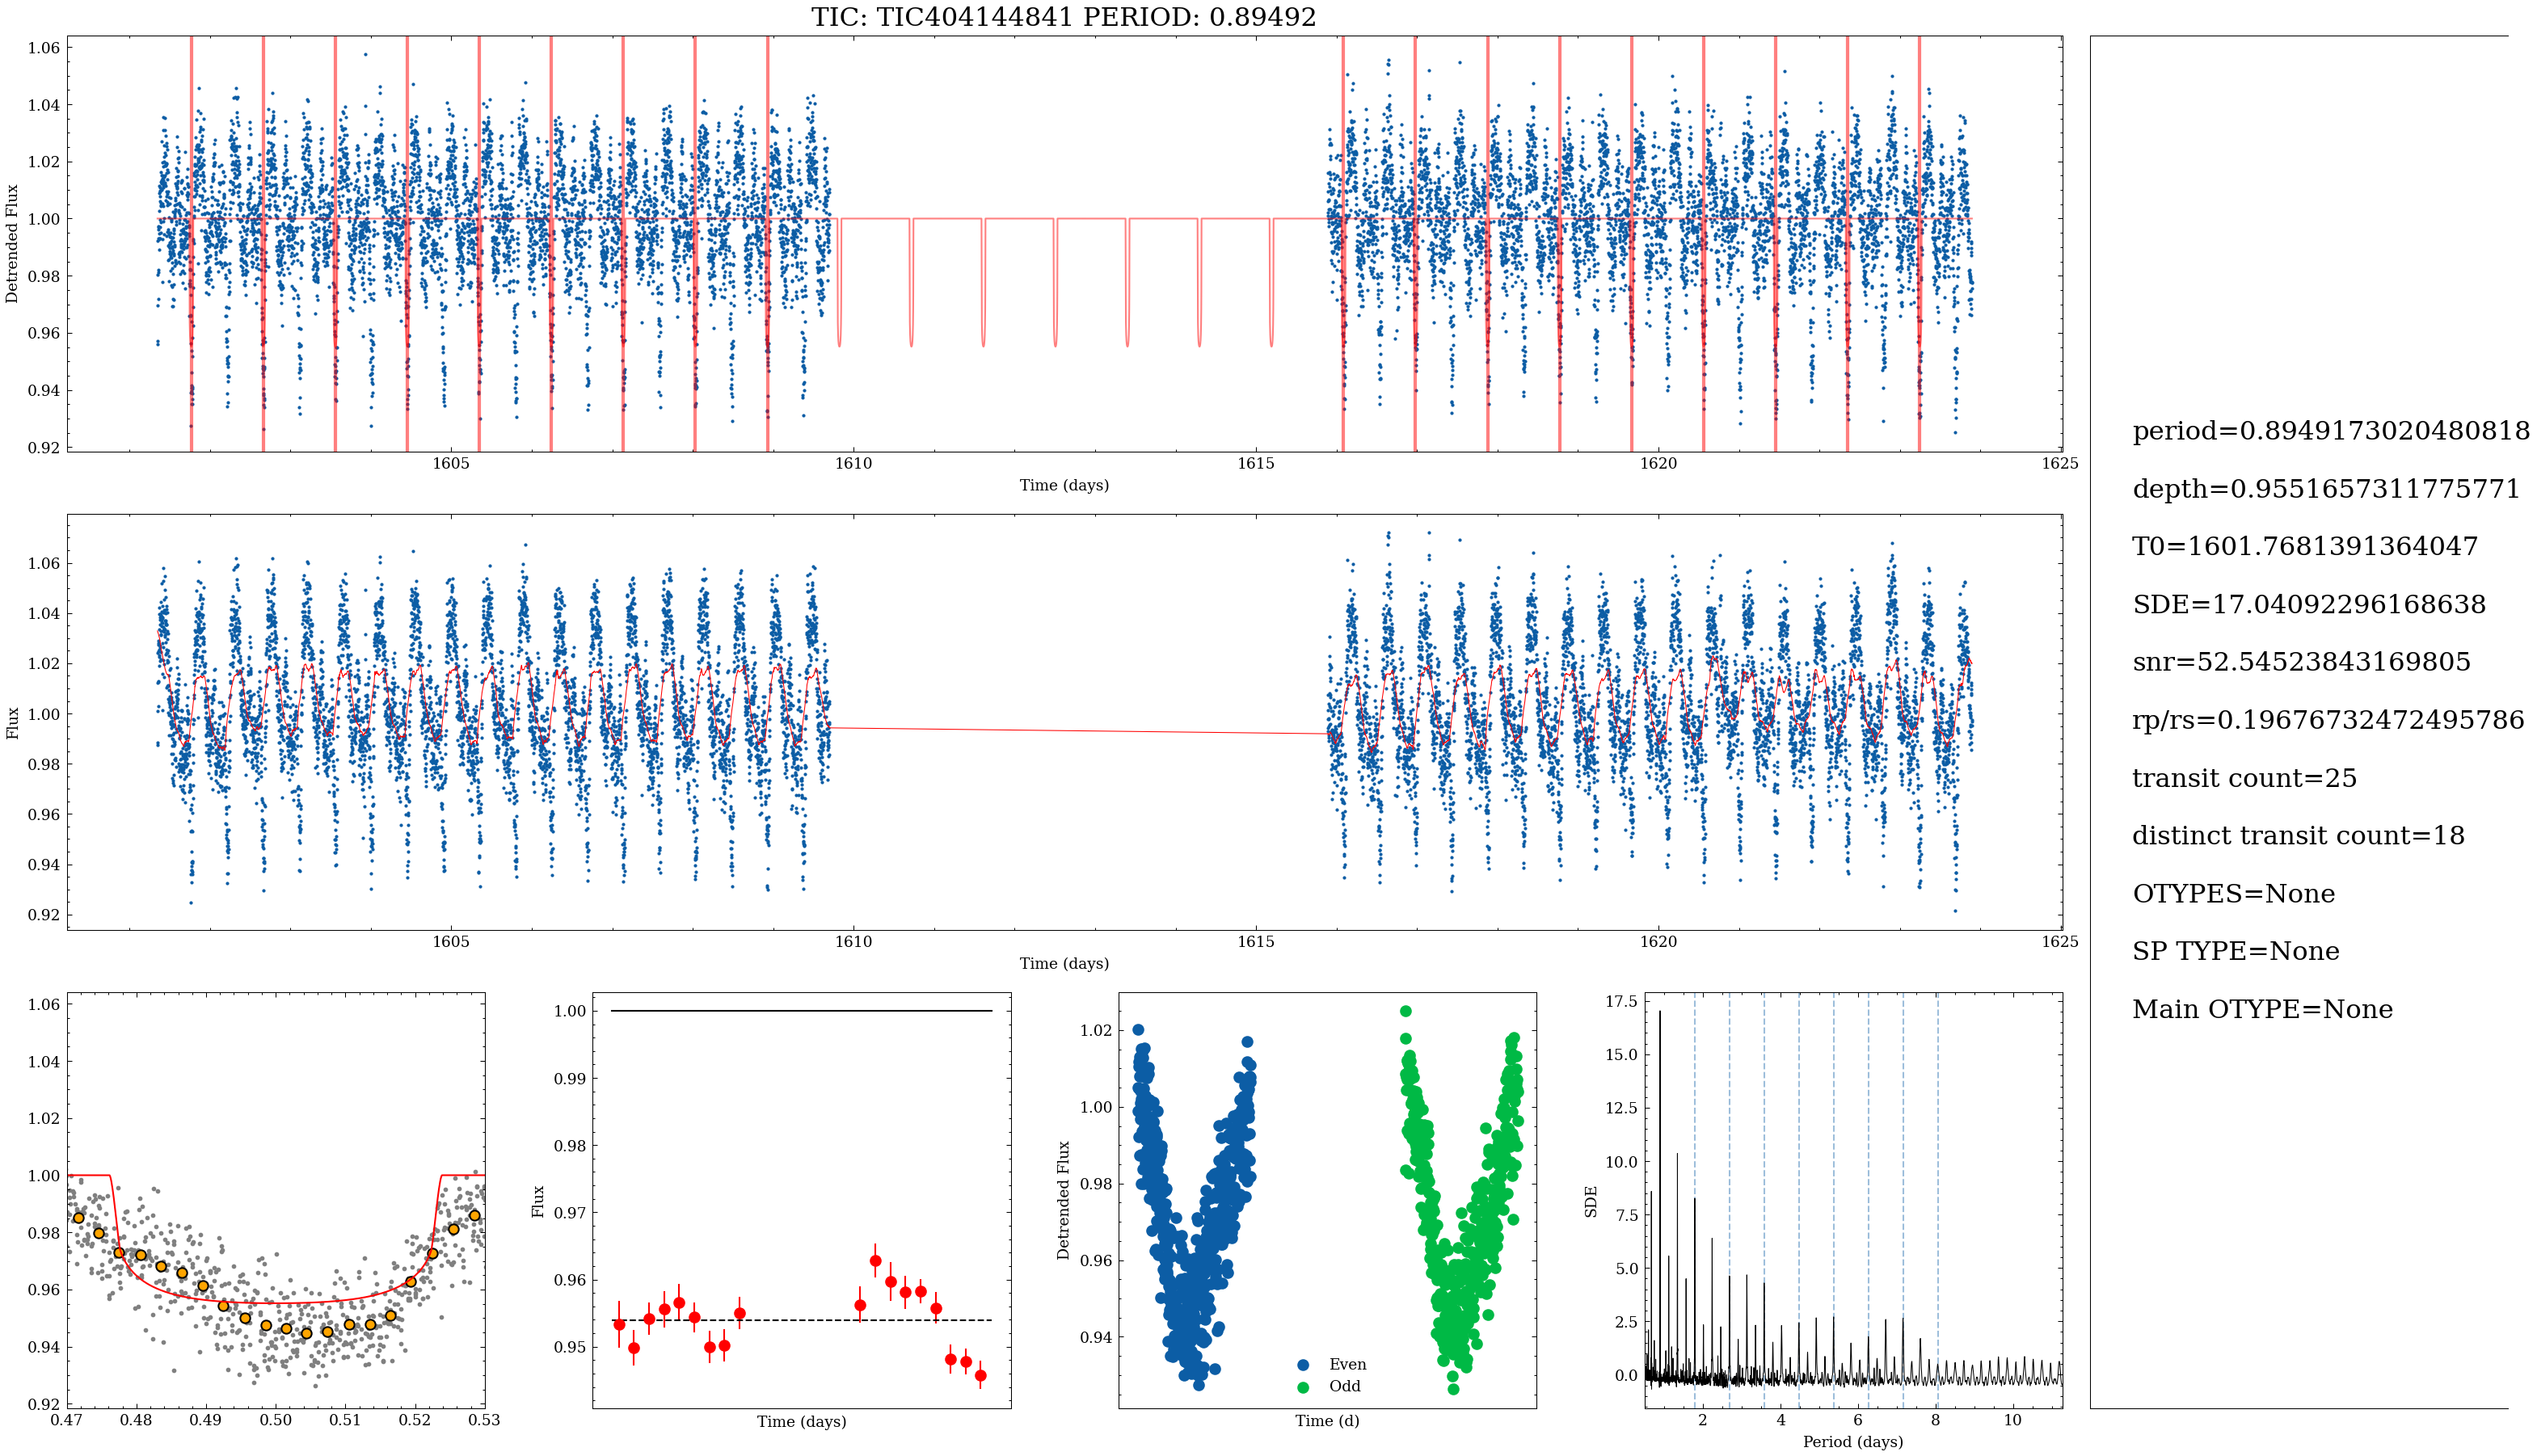 TIC: TIC404144841 PERIOD: 0.89492
1.06
1.04
1.02
1.00
0.98
0.96
0.94
0.92
Detrended Flux
1605
1610
1615
1620
1625
Time (days)
1.06
1.04
1.02
1.00
0.98
0.96
0.94
0.92
Flux
1605
1610
1615
1620
1625
Time (days)
1.06
1.04
1.02
1.00
0.98
0.96
0.94
0.92
0.47
0.48
0.49
0.50
0.51
0.52
0.53
1.00
0.99
0.98
0.97
0.96
0.95
Flux
Time (days)
1.02
1.00
0.98
0.96
0.94
Detrended Flux
Even
Odd
Time (d)
17.5
15.0
12.5
10.0
7.5
5.0
2.5
0.0
SDE
2
4
6
8
10
Period (days)
period=0.8949173020480818
depth=0.9551657311775771
T0=1601.7681391364047
SDE=17.04092296168638
snr=52.54523843169805
rp/rs=0.19676732472495786
transit count=25
distinct transit count=18
OTYPES=None
SP TYPE=None
Main OTYPE=None